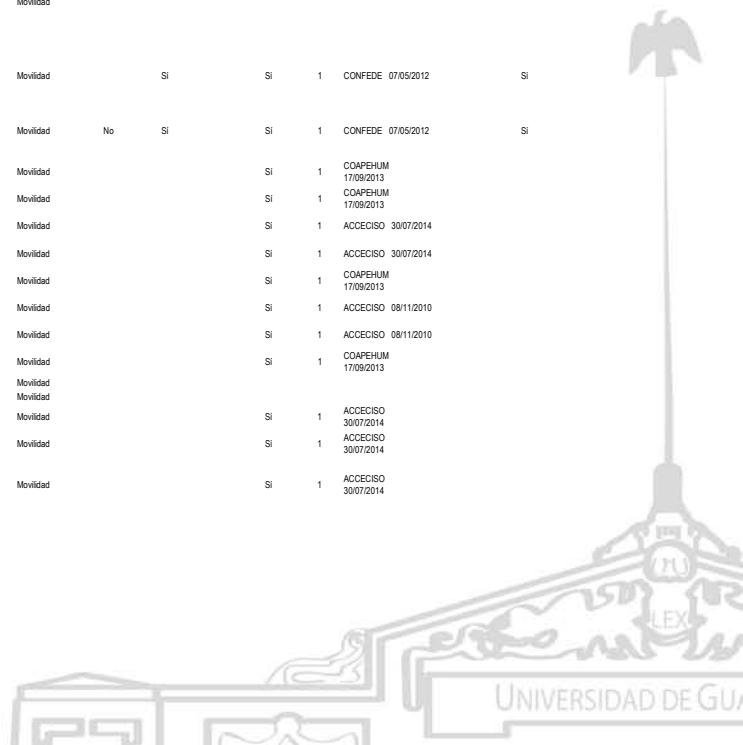 Movilidad
Movilidad Sí Sí 1 CONFEDE 07/05/2012 Sí
Movilidad No Sí Sí 1 CONFEDE 07/05/2012 Sí
Movilidad Sí 1 COAPEHUM
17/09/2013
Movilidad Sí 1 COAPEHUM
17/09/2013
Movilidad Sí 1 ACCECISO 30/07/2014
Movilidad Sí 1 ACCECISO 30/07/2014
Movilidad Sí 1 COAPEHUM
17/09/2013
Movilidad Sí 1 ACCECISO 08/11/2010
Movilidad Sí 1 ACCECISO 08/11/2010
Movilidad Sí 1 COAPEHUM
17/09/2013
Movilidad
Movilidad
Movilidad Sí 1 ACCECISO
30/07/2014
Movilidad Sí 1 ACCECISO
30/07/2014
Movilidad Sí 1 ACCECISO
30/07/2014
LEX
UNIVERSIDAD DE GUA